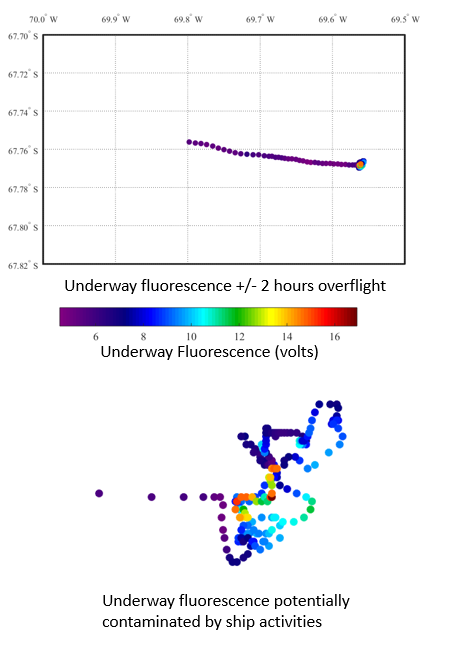 70.0° W 69.9° W 69.8° W 69.7° W 69.6° W 69.5° W
67.70° S
67.72° S
67.74° S
67.76° S
67.78° S
67.80° S
67.82° S
Underway fluorescence +/- 2 hours overflight
6 8 10 12 14 16
Underway Fluorescence (volts)
Underway fluorescence potentially
contaminated by ship activities